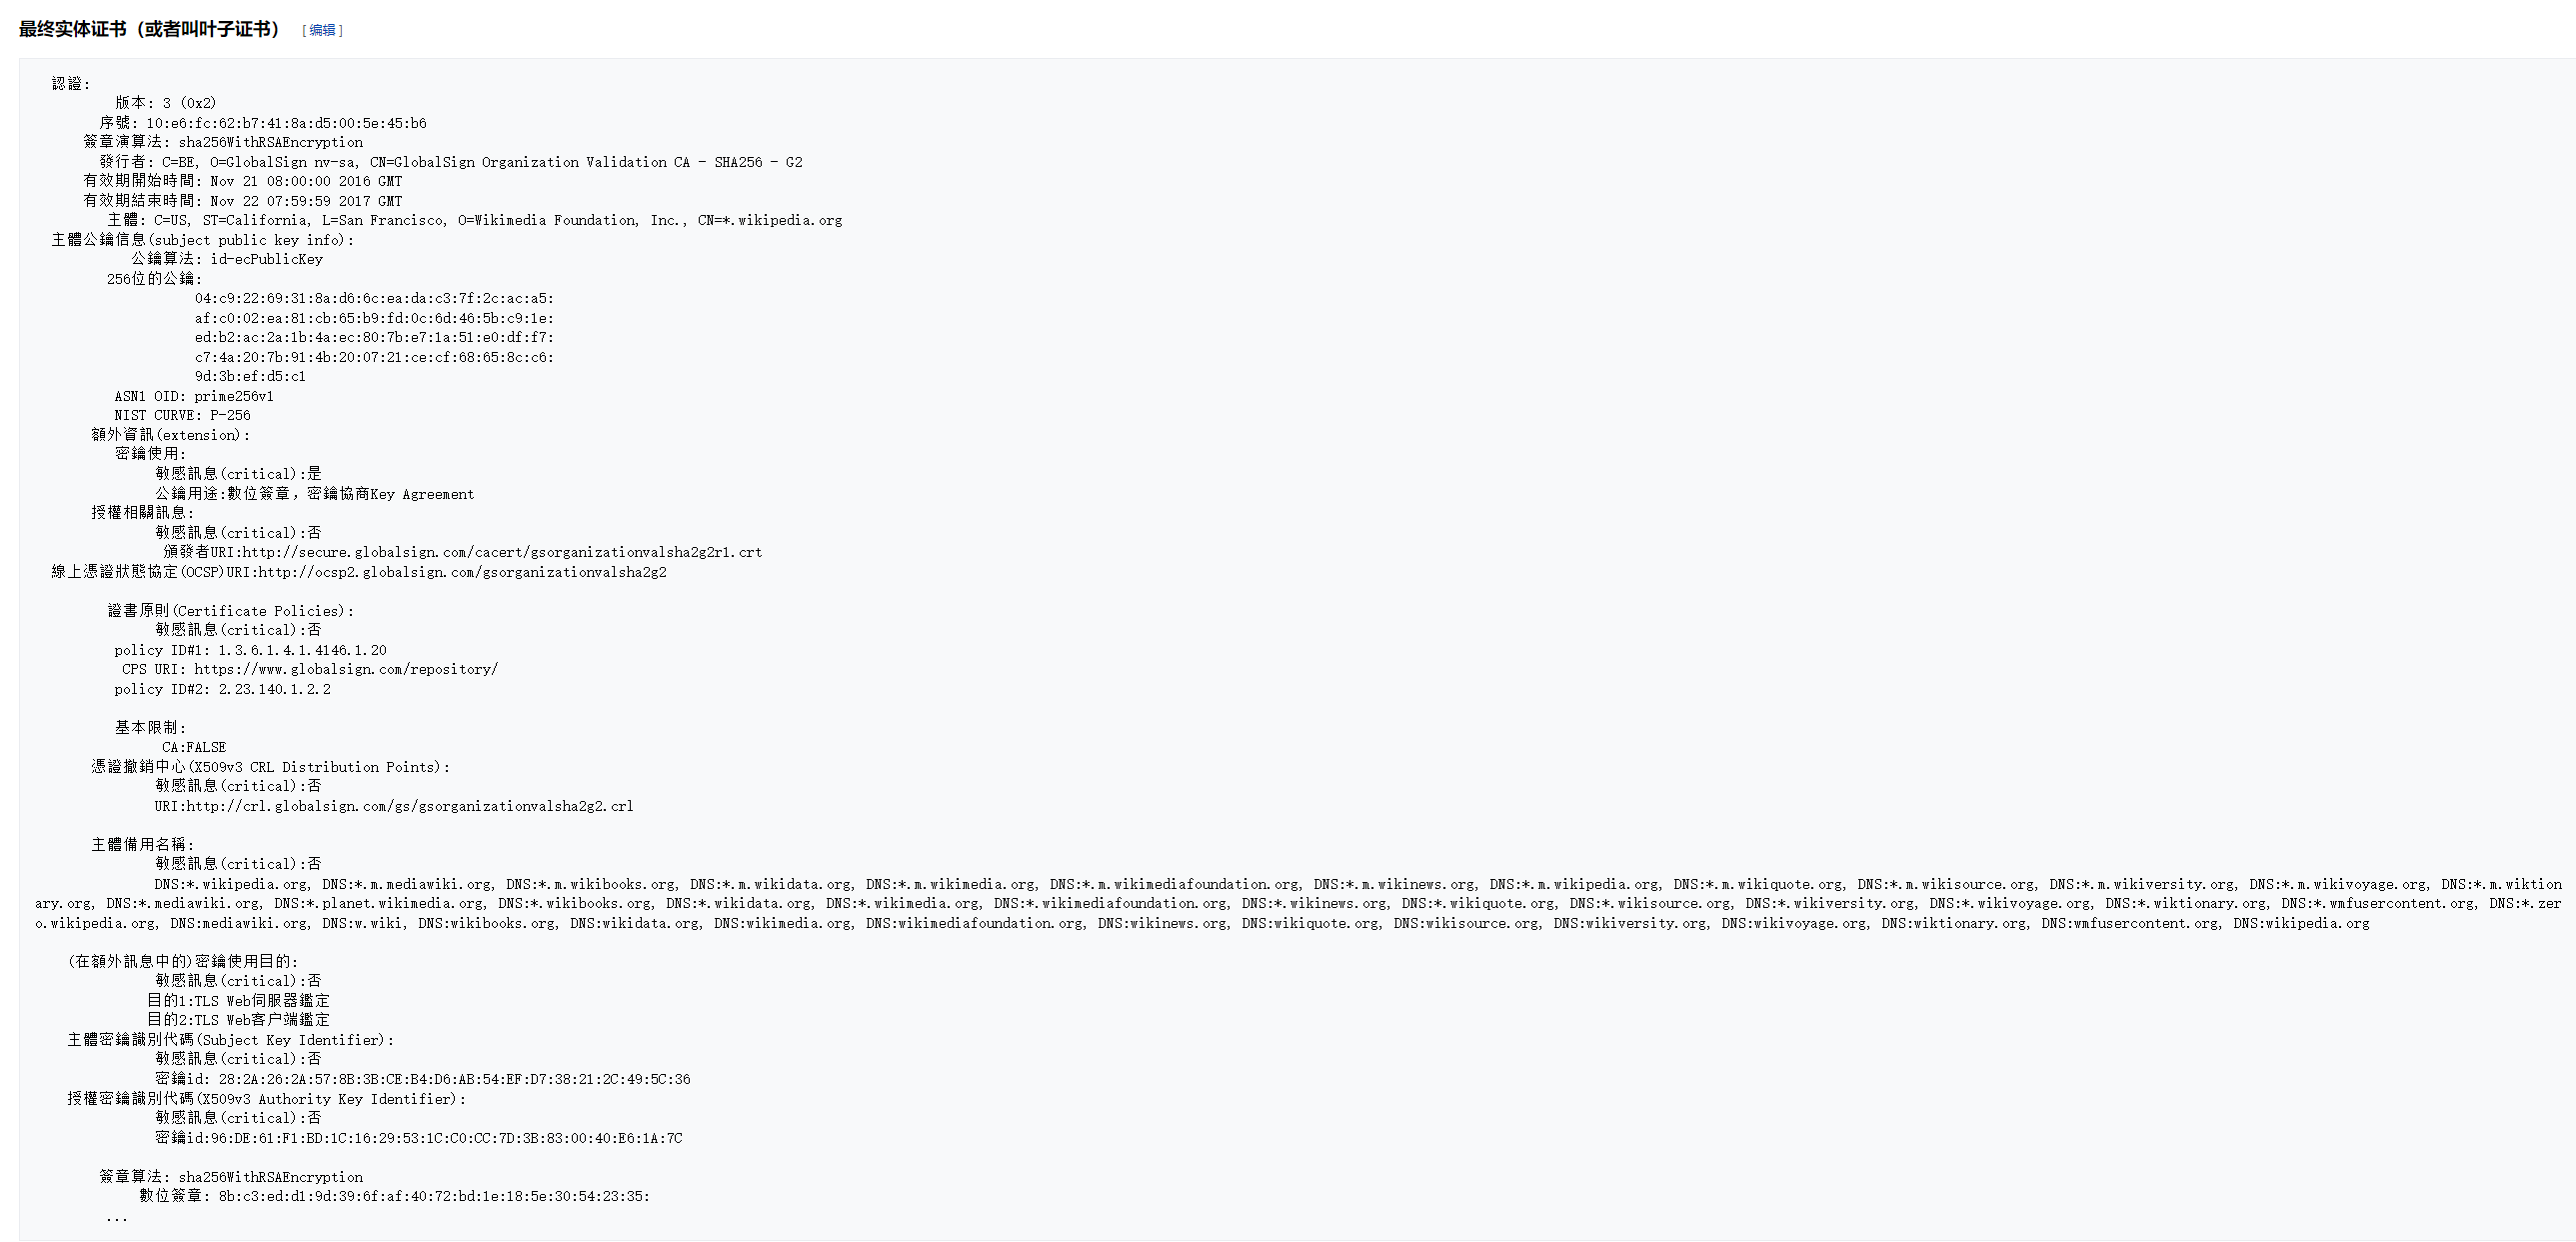 最终实体证书（或者叫叶子证书） [ 编辑 ]
認證:
版本: 3 (0x2)
序號: 10:e6:fc:62:b7:41:8a:d5:00:5e:45:b6
簽章演算法: sha256WithRSAEncryption
發行者: C=BE, O=GlobalSign nv-sa, CN=GlobalSign Organization Validation CA - SHA256 - G2
有效期開始時間: Nov 21 08:00:00 2016 GMT
有效期結束時間: Nov 22 07:59:59 2017 GMT
主體: C=US, ST=California, L=San Francisco, O=Wikimedia Foundation, Inc., CN=*.wikipedia.org
主體公鑰信息(subject public key info):
公鑰算法: id-ecPublicKey
256位的公鑰:
04:c9:22:69:31:8a:d6:6c:ea:da:c3:7f:2c:ac:a5:
af:c0:02:ea:81:cb:65:b9:fd:0c:6d:46:5b:c9:1e:
ed:b2:ac:2a:1b:4a:ec:80:7b:e7:1a:51:e0:df:f7:
c7:4a:20:7b:91:4b:20:07:21:ce:cf:68:65:8c:c6:
9d:3b:ef:d5:c1
ASN1 OID: prime256v1
NIST CURVE: P-256
額外資訊(extension):
密鑰使用:
敏感訊息(critical):是
公鑰用途:數位簽章，密鑰協商Key Agreement
授權相關訊息:
敏感訊息(critical):否
頒發者URI:http://secure.globalsign.com/cacert/gsorganizationvalsha2g2r1.crt
線上憑證狀態協定(OCSP)URI:http://ocsp2.globalsign.com/gsorganizationvalsha2g2
證書原則(Certificate Policies):
敏感訊息(critical):否
policy ID#1: 1.3.6.1.4.1.4146.1.20
CPS URI: https://www.globalsign.com/repository/
policy ID#2: 2.23.140.1.2.2
基本限制:
CA:FALSE
憑證撤銷中心(X509v3 CRL Distribution Points):
敏感訊息(critical):否
URI:http://crl.globalsign.com/gs/gsorganizationvalsha2g2.crl
主體備用名稱:
敏感訊息(critical):否
DNS:*.wikipedia.org, DNS:*.m.mediawiki.org, DNS:*.m.wikibooks.org, DNS:*.m.wikidata.org, DNS:*.m.wikimedia.org, DNS:*.m.wikimediafoundation.org, DNS:*.m.wikinews.org, DNS:*.m.wikipedia.org, DNS:*.m.wikiquote.org, DNS:*.m.wikisource.org, DNS:*.m.wikiversity.org, DNS:*.m.wikivoyage.org, DNS:*.m.wiktion
ary.org, DNS:*.mediawiki.org, DNS:*.planet.wikimedia.org, DNS:*.wikibooks.org, DNS:*.wikidata.org, DNS:*.wikimedia.org, DNS:*.wikimediafoundation.org, DNS:*.wikinews.org, DNS:*.wikiquote.org, DNS:*.wikisource.org, DNS:*.wikiversity.org, DNS:*.wikivoyage.org, DNS:*.wiktionary.org, DNS:*.wmfusercontent.org, DNS:*.zer
o.wikipedia.org, DNS:mediawiki.org, DNS:w.wiki, DNS:wikibooks.org, DNS:wikidata.org, DNS:wikimedia.org, DNS:wikimediafoundation.org, DNS:wikinews.org, DNS:wikiquote.org, DNS:wikisource.org, DNS:wikiversity.org, DNS:wikivoyage.org, DNS:wiktionary.org, DNS:wmfusercontent.org, DNS:wikipedia.org
(在額外訊息中的)密鑰使用目的:
敏感訊息(critical):否
目的1:TLS Web伺服器鑑定
目的2:TLS Web客户端鑑定
主體密鑰識別代碼(Subject Key Identifier):
敏感訊息(critical):否
密鑰id: 28:2A:26:2A:57:8B:3B:CE:B4:D6:AB:54:EF:D7:38:21:2C:49:5C:36
授權密鑰識別代碼(X509v3 Authority Key Identifier):
敏感訊息(critical):否
密鑰id:96:DE:61:F1:BD:1C:16:29:53:1C:C0:CC:7D:3B:83:00:40:E6:1A:7C
簽章算法: sha256WithRSAEncryption
數位簽章: 8b:c3:ed:d1:9d:39:6f:af:40:72:bd:1e:18:5e:30:54:23:35:
...